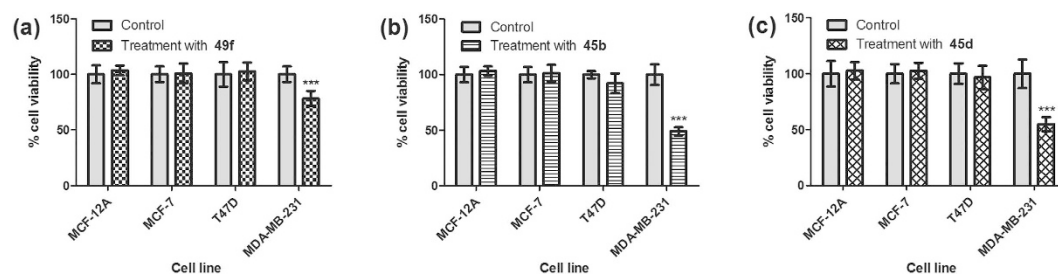 (a)
Control
Treatment with 49f
% cell viability
150
100
50
0
***
MCF-12A
MCF-7
T47D
MDA-MB-231
Cell line
(b)
Control
Treatment with 45b
% cell viability
150
100
50
0
***
MCF-12A
MCF-7
T47D
MDA-MB-231
Cell line
(c)
Control
Treatment with 45d
% cell viability
150
100
50
0
***
MCF-12A
MCF-7
T47D
MDA-MB-231
Cell line